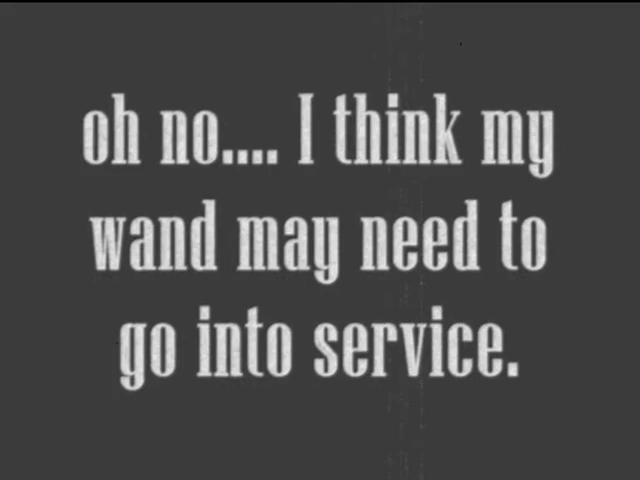 oh no.... I think my
wand may need to
go into service.